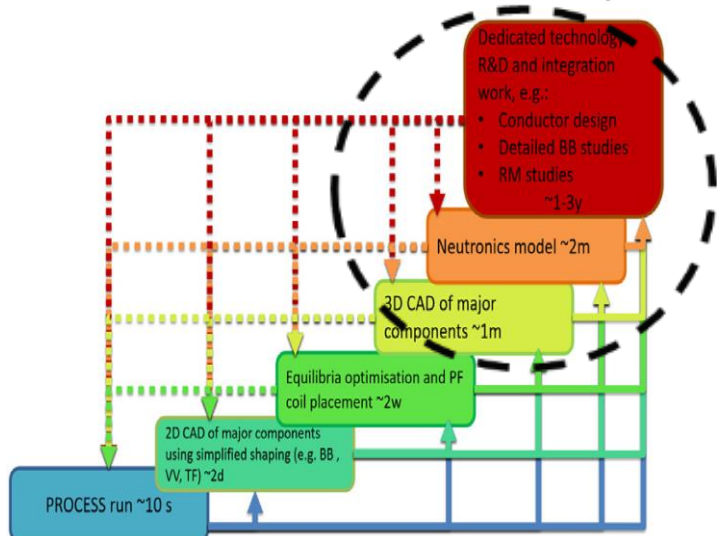 Dedicated technology
R&D and integration
work, e.g.:
• Conductor design
• Detailed BB studies
• RM studies
~1-3y
Neutronics model ~2m
3D CAD of major
components ~1m
Equilibria optimisation and PF
coil placement ~2w
2D CAD of major components
using simplified shaping (e.g. BB ,
VV, TF) ~2d
PROCESS run ~10 s